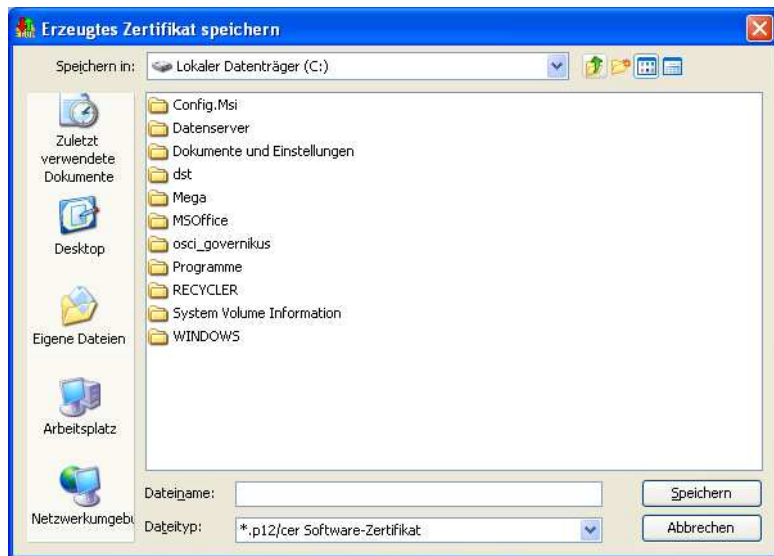 Erzeugtes Zertifikat speichern
Speichern in:
Lokaler Datenträger (C:)
Zuletzt
verwendete
Dokumente
Desktop
Eigene Dateien
Arbeitsplatz
Netzwerkumgebu
Config.Msi
Datenserver
Dokumente und Einstellungen
dst
Mega
MSOffice
osci_governikus
Programme
RECYCLER
System Volume Information
WINDOWS
Dateiname:
Speichern
Dateityp:
*.p12/cer Software-Zertifikat
Abbrechen